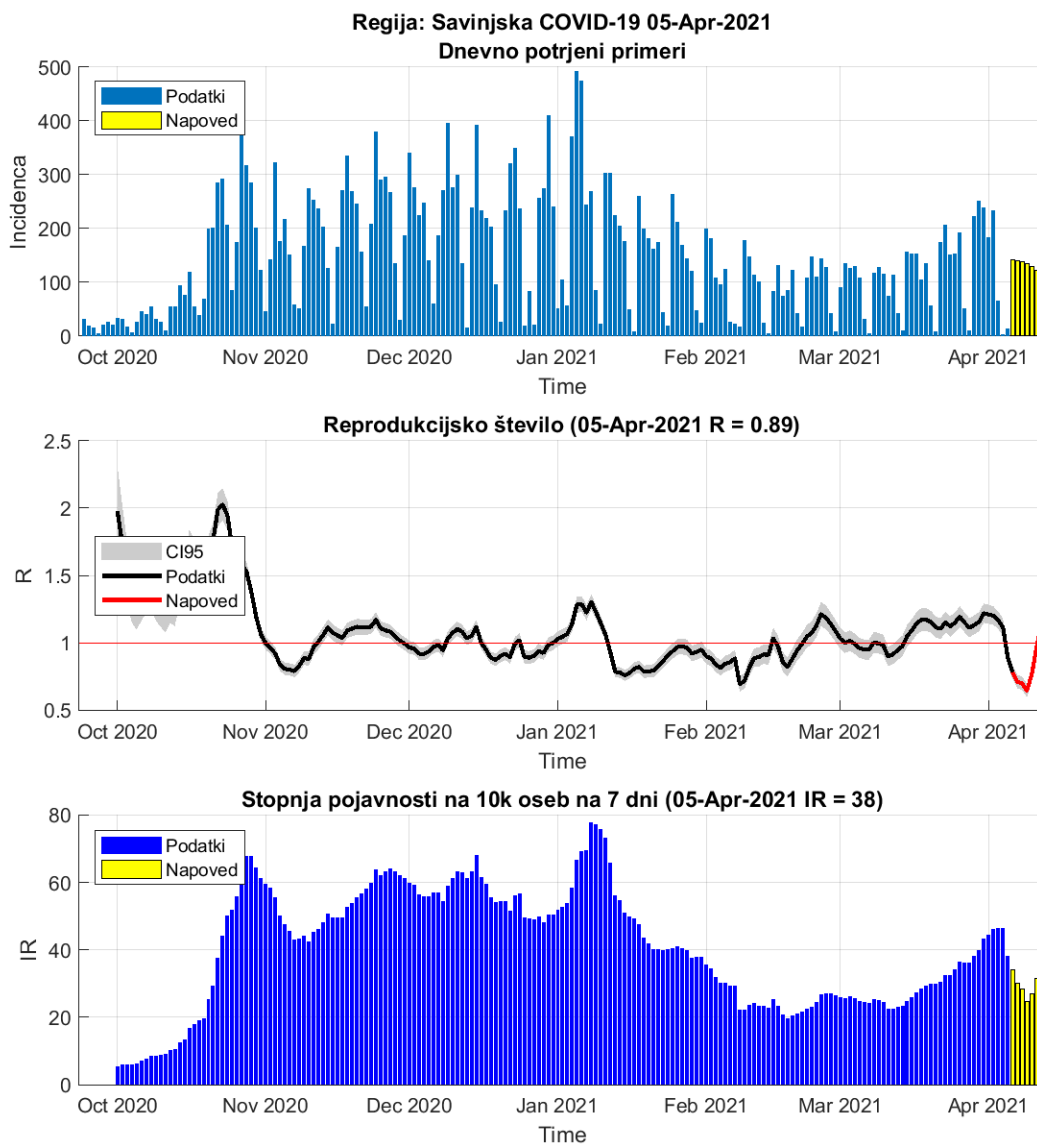 Regija: Savinjska COVID-19 05-Apr-2021
Dnevno potrjeni primeri
500
400
300
200
100
0
Incidenca
Podatki
Napoved
Oct 2020 Nov 2020 Dec 2020 Jan 2021 Feb 2021 Mar 2021 Apr 2021
Time
Reprodukcijsko število (05-Apr-2021 R = 0.89)
2.5
2
1.5
1
0.5
R
CI95
Podatki
Napoved
Oct 2020 Nov 2020 Dec 2020 Jan 2021 Feb 2021 Mar 2021 Apr 2021
Time
Stopnja pojavnosti na 10k oseb na 7 dni (05-Apr-2021 IR = 38)
80
60
40
20
0
IR
Podatki
Napoved
Oct 2020 Nov 2020 Dec 2020 Jan 2021 Feb 2021 Mar 2021 Apr 2021
Time